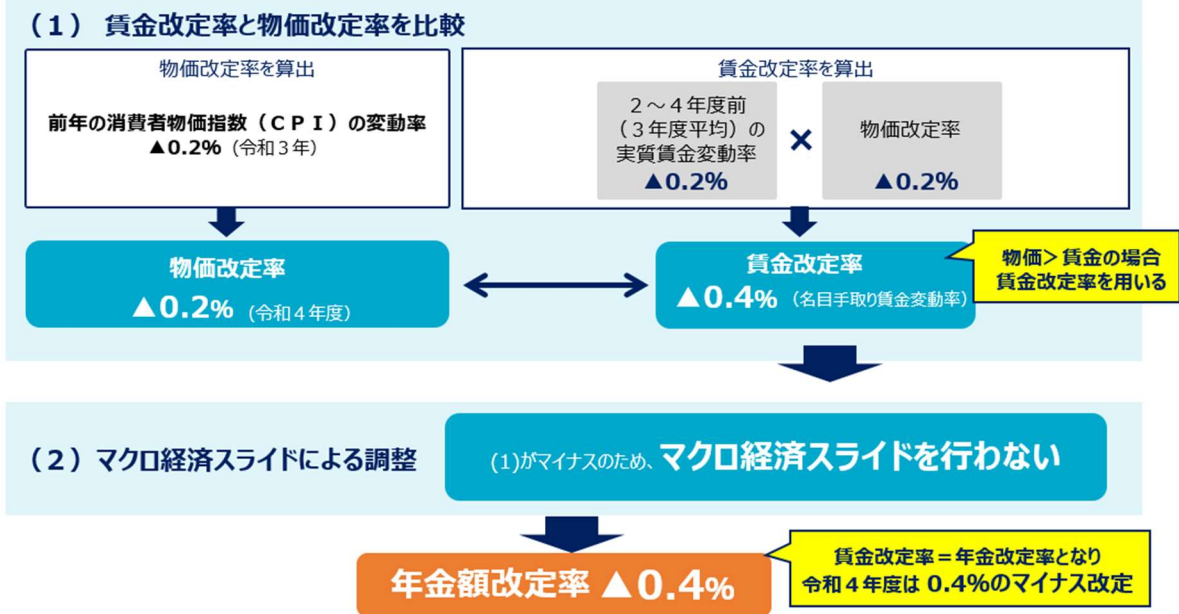 （１） 賃金改定率と物価改定率を比較
物価改定率を算出
前年の消費者物価指数（ＣＰＩ）の変動率
▲0.2% (令和３年)
賃金改定率を算出
２～４年度前
（３年度平均）の
実質賃金変動率
▲0.2%
×
物価改定率
▲0.2%
物価改定率
▲0.2% (令和４年度)
賃金改定率
▲0.4% (名目手取り賃金変動率)
物価＞賃金の場合
賃金改定率を用いる
（２）マクロ経済スライドによる調整
(1)がマイナスのため、マクロ経済スライドを行わない
年金額改定率 ▲0.4%
賃金改定率＝年金改定率となり
令和４年度は 0.4%のマイナス改定